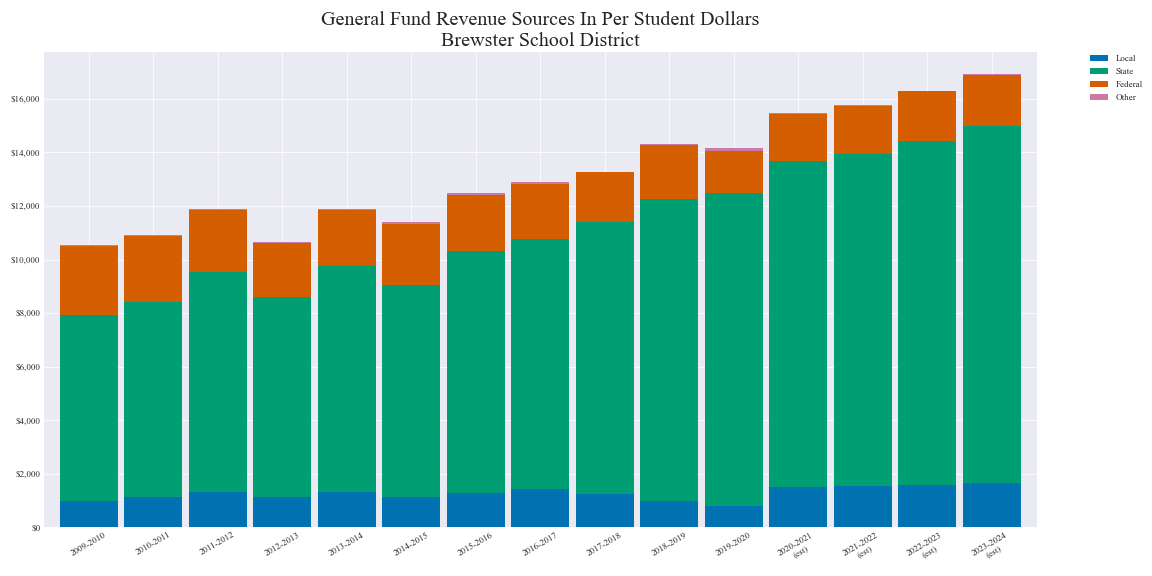 General Fund Revenue Sources In Per Student Dollars
Brewster School District
Local
State
Federal
Other
$16,000
$14,000
$12,000
$10,000
$8,000
$6,000
$4,000
$2,000
$0
2009-2010
2010-2011
2011-2012
2012-2013
2013-2014
2014-2015
2015-2016
2016-2017
2017-2018
2018-2019
2019-2020
2020-2021
(est)
2021-2022
(est)
2022-2023
(est)
2023-2024
(est)